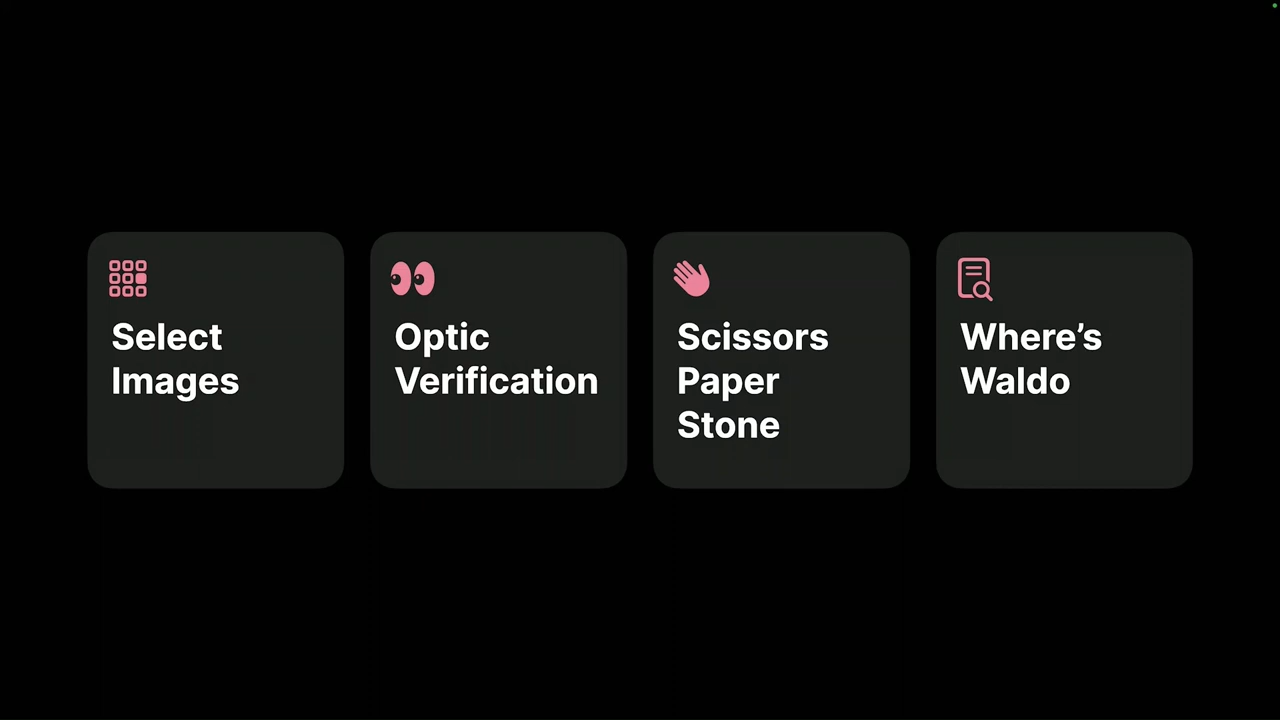 Select
Images
Optic
Verification
Scissors
Paper
Stone
Where’s
Waldo